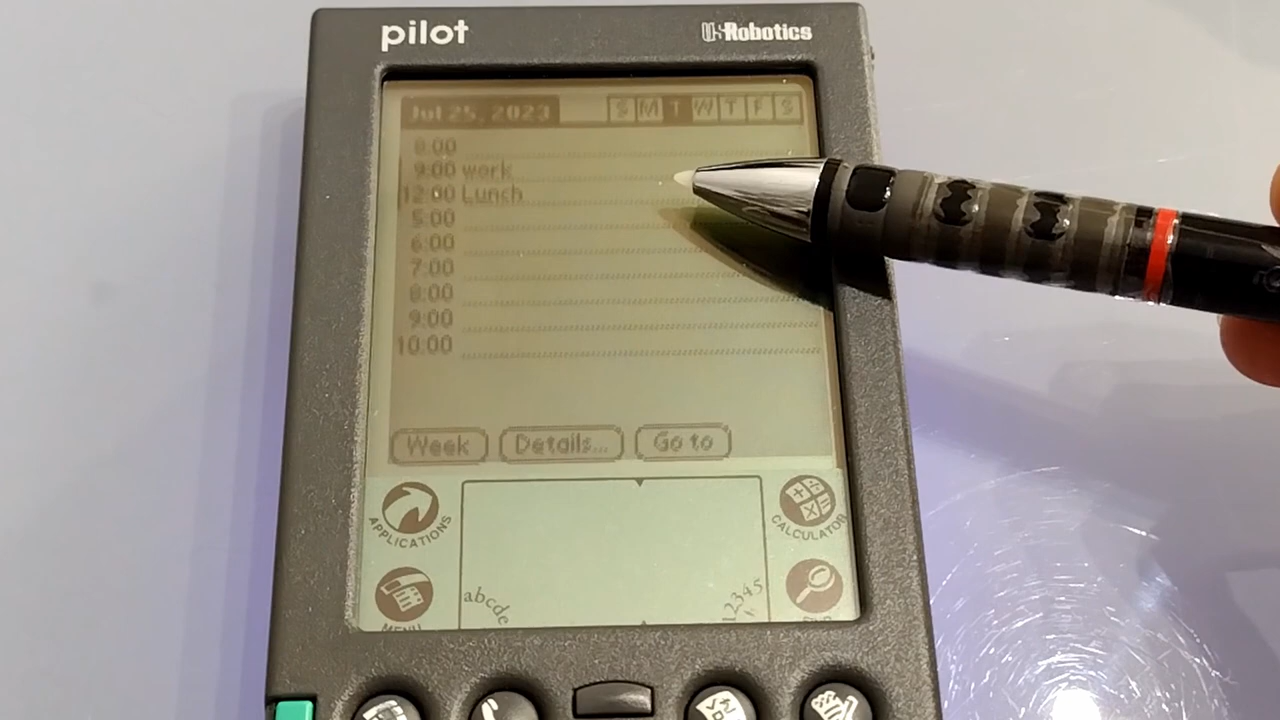 pilot
U.S. Robotics
Jul 25, 2023 S M T W T F S
8:00
9:00 work
12:00 Lunch
5:00
6:00
7:00
8:00
9:00
10:00
Week Details... Go to
APPLICATIONS
CALCULATOR
MENU
abcde
12345